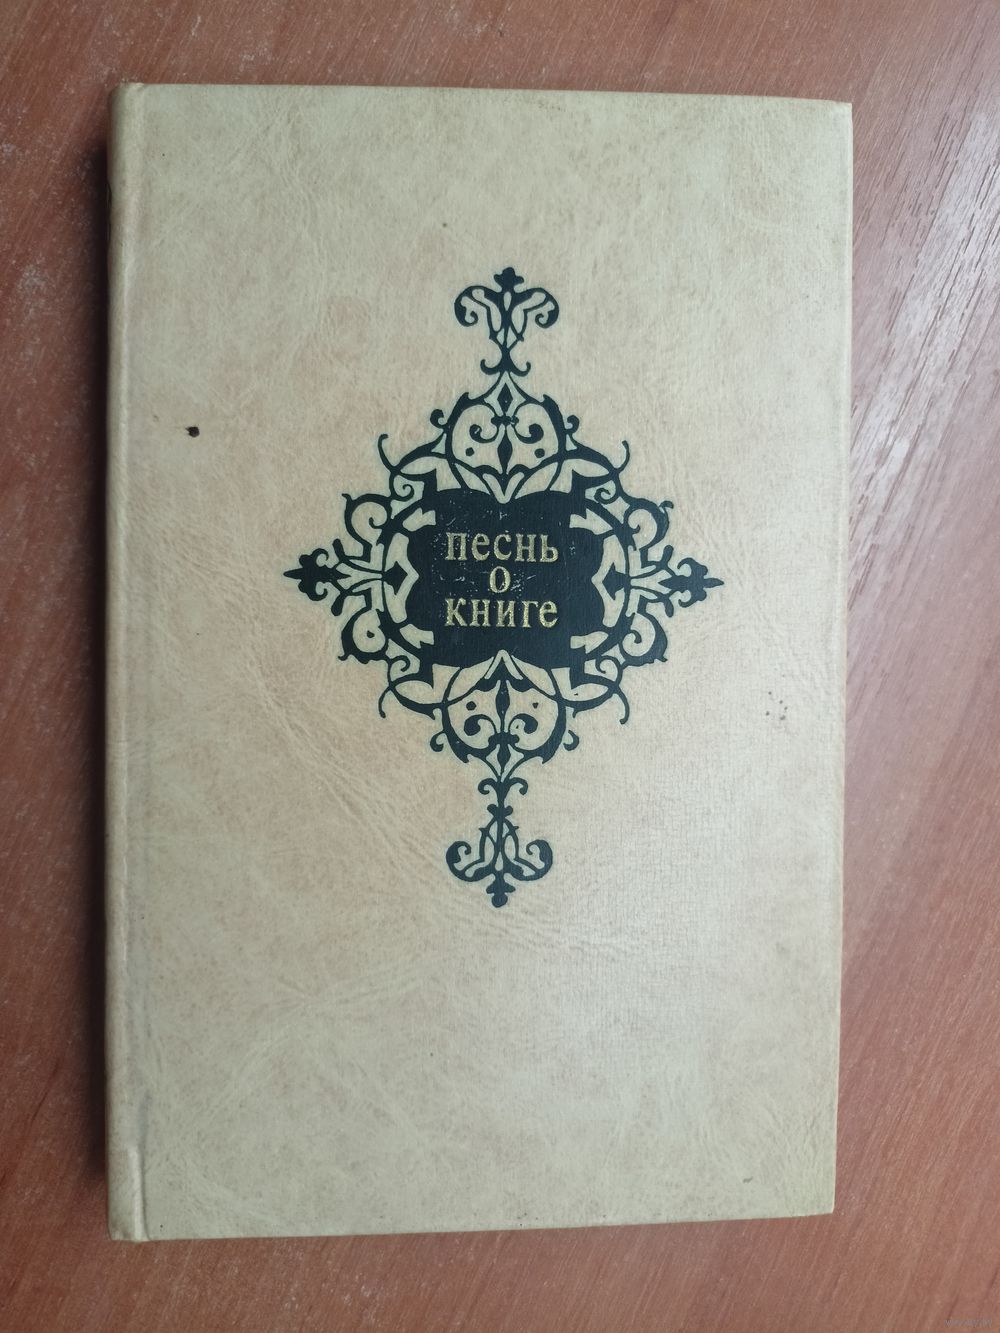 песнь
о
книге